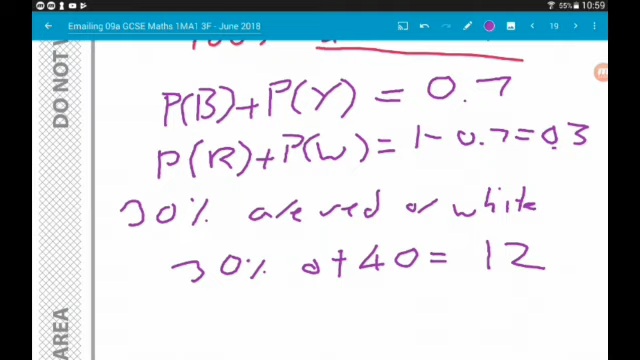 55% 10:59
Emailing 09a GCSE Maths 1MA1 3F - June 2018
19
DO NOT
100%
P(B)+P(Y) = 0.7
P(R)+P(W)= 1- 0.7=0.3
30% are red or white
30% of 40 = 12
AREA